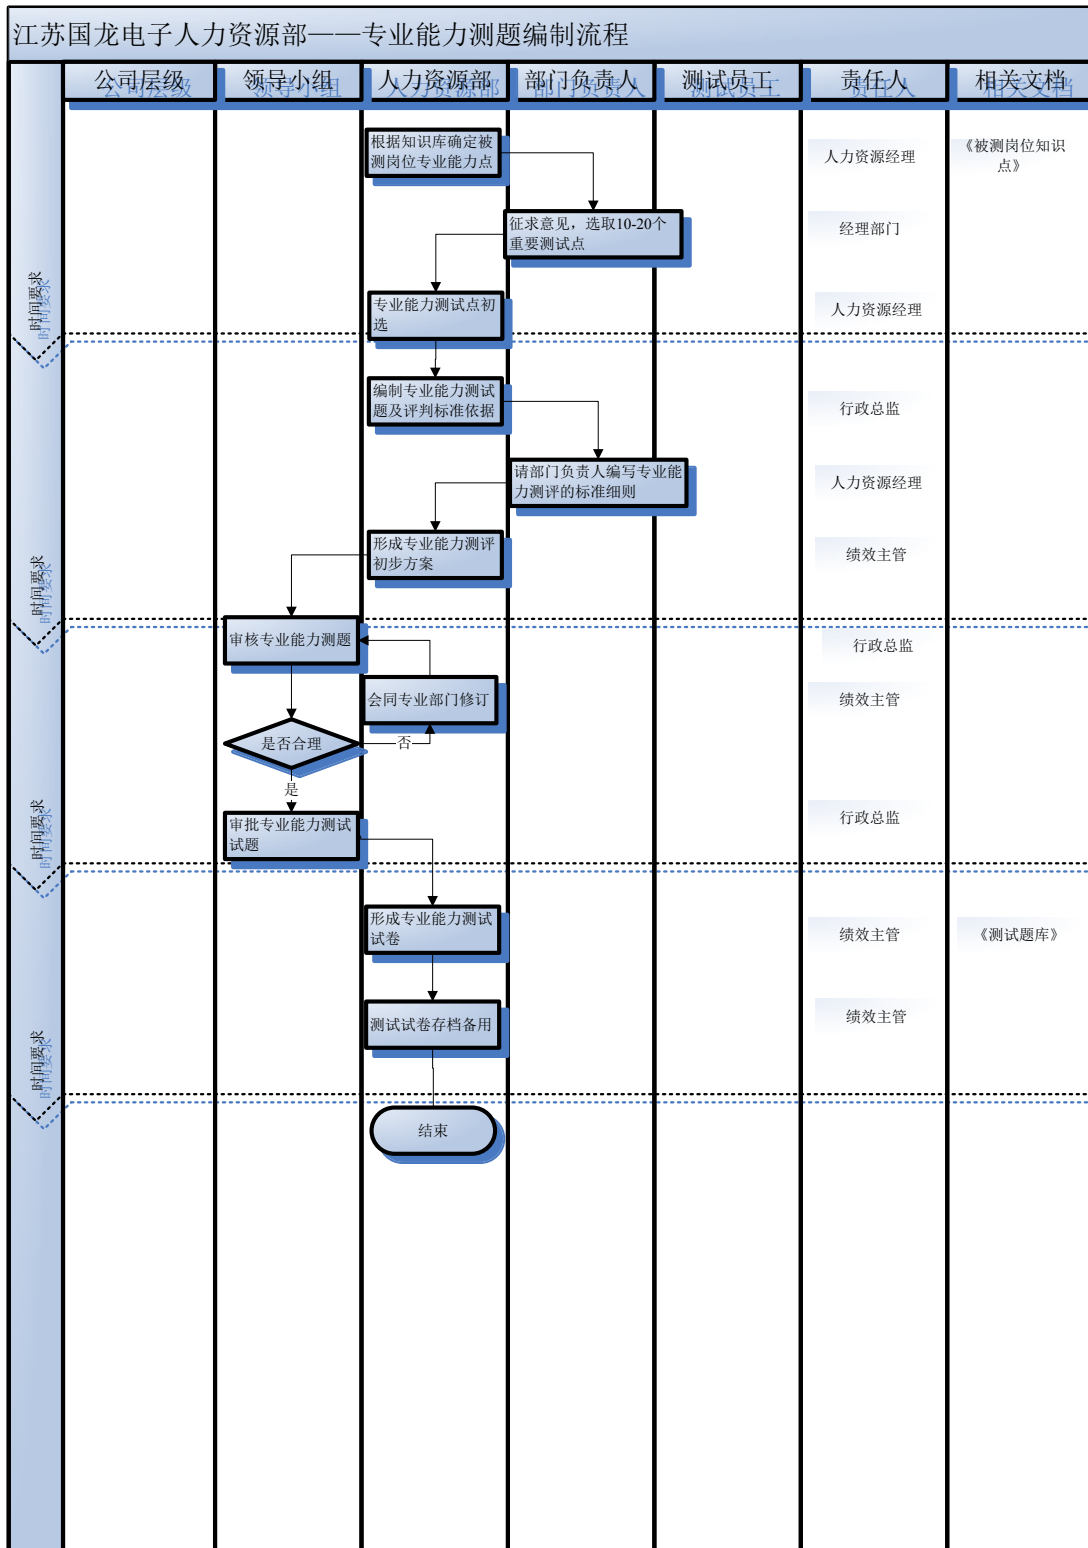 江苏国龙电子人力资源部——专业能力测题编制流程
公司层级 领导小组 人力资源部 部门负责人 测试员工 责任人 相关文档
根据知识库确定被
测岗位专业能力点
人力资源经理
《被测岗位知识
点》
征求意见，选取10-20个
重要测试点
经理部门
时间要求
专业能力测试点初
选
人力资源经理
编制专业能力测试
题及评判标准依据
行政总监
请部门负责人编写专业能
力测评的标准细则
人力资源经理
时间要求
形成专业能力测评
初步方案
绩效主管
审核专业能力测题
行政总监
会同专业部门修订
绩效主管
是否合理
否
是
时间要求
审批专业能力测试
试题
行政总监
形成专业能力测试
试卷
绩效主管
《测试题库》
时间要求
测试试卷存档备用
绩效主管
结束